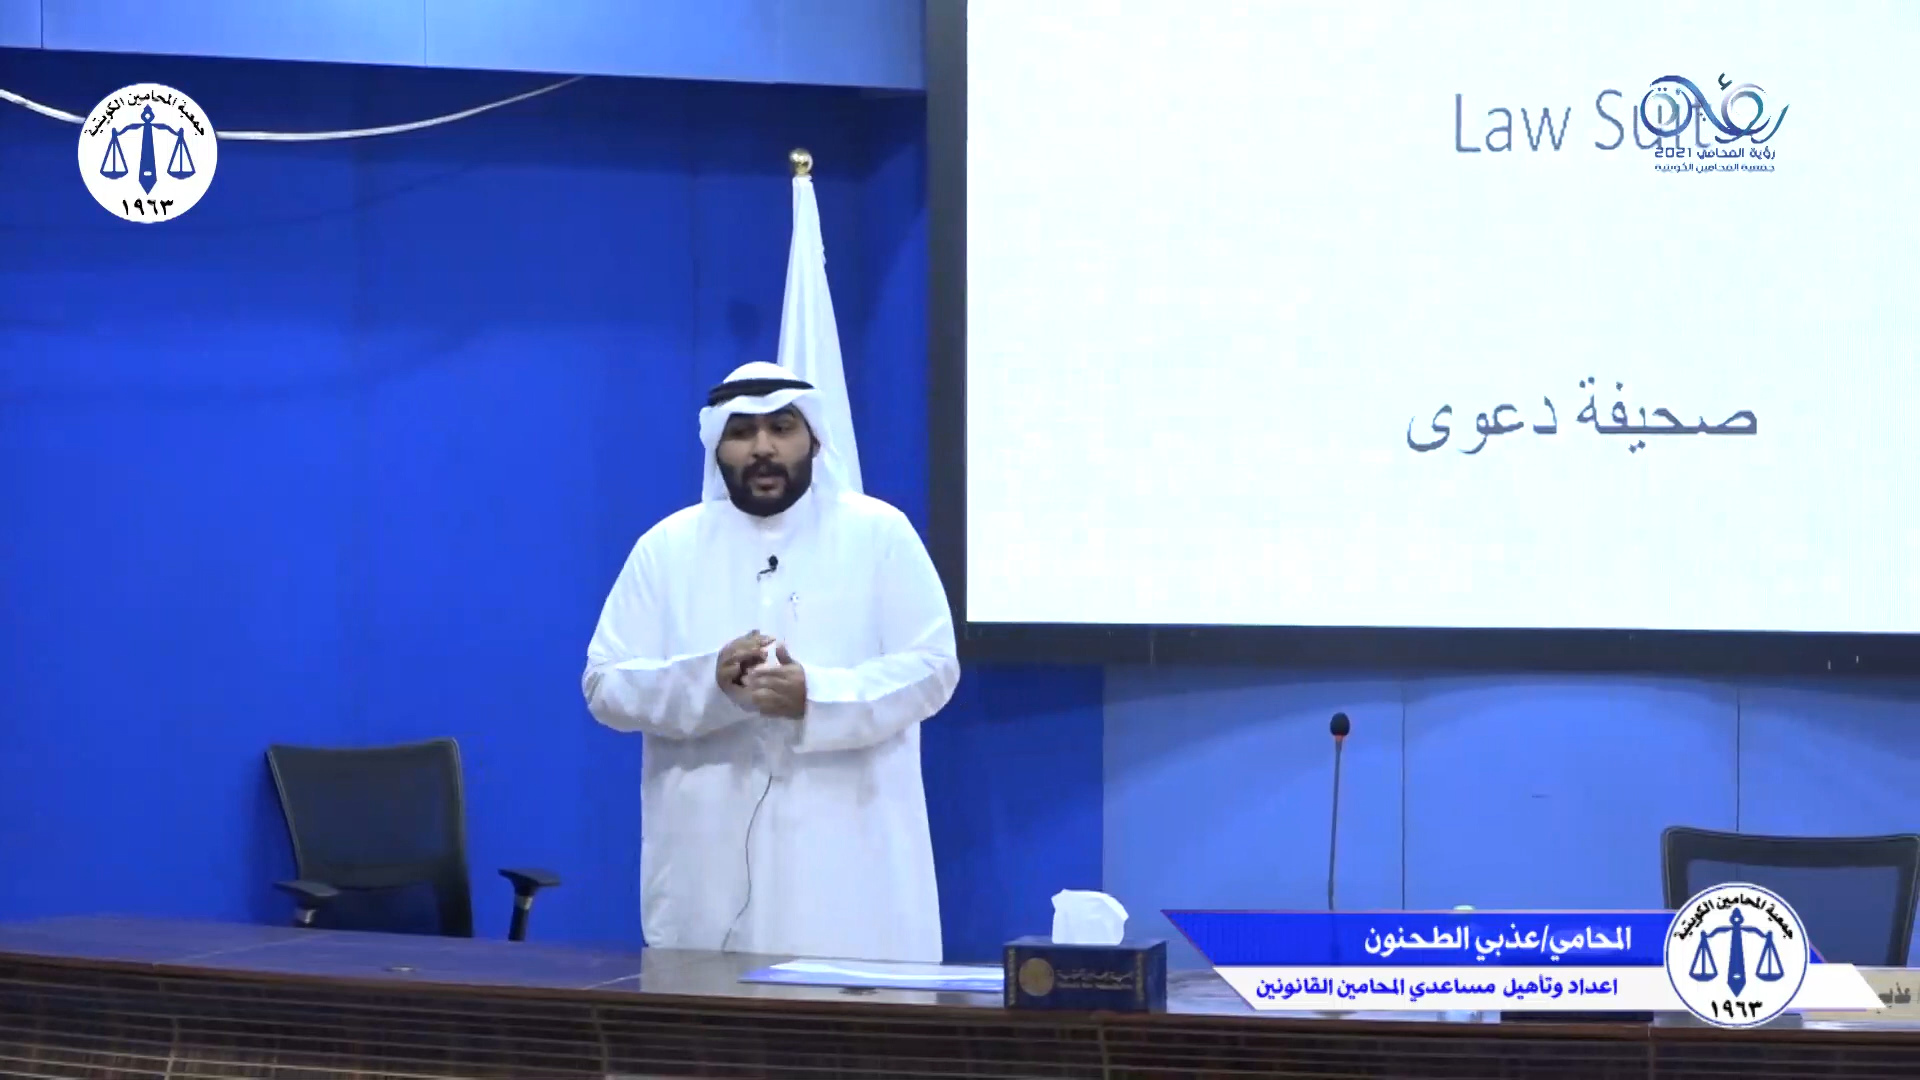 جمعية المحامين الكويتية
١٩٦٣
Law Suit
رؤية المحامي 2021
جمعية المحامين الكويتية
صحيفة دعوى
المحامي/عذبي الطحنون
اعداد وتأهيل مساعدي المحامين القانونين
جمعية المحامين الكويتية
١٩٦٣